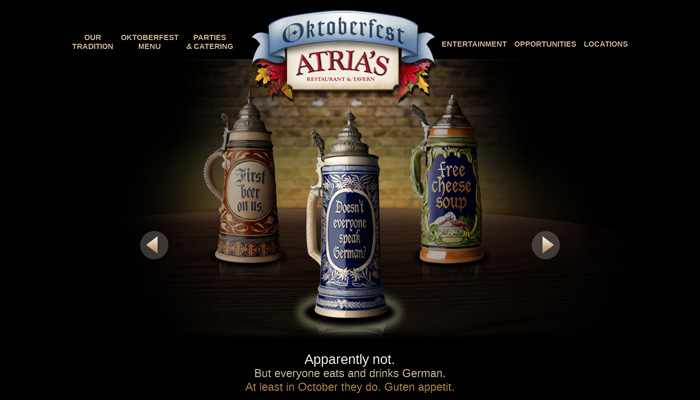 OUR
TRADITION
OKTOBERFEST
MENU
PARTIES
& CATERING
Oktoberfest
ATRIA'S
RESTAURANT & TAVERN
ENTERTAINMENT
OPPORTUNITIES
LOCATIONS
First
beer
on us.
Doesn't
everyone
speak
German?
free
cheese
soup
Apparently not.
But everyone eats and drinks German.
At least in October they do. Guten appetit.